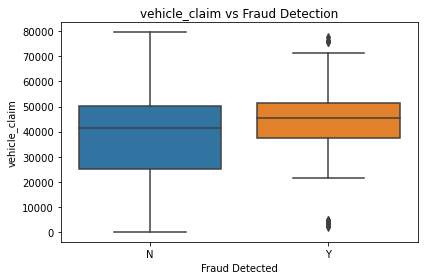 vehicle_claim vs Fraud Detection
80000
70000
60000
50000
40000
30000
20000
10000
0
vehicle_claim
N
Y
Fraud Detected